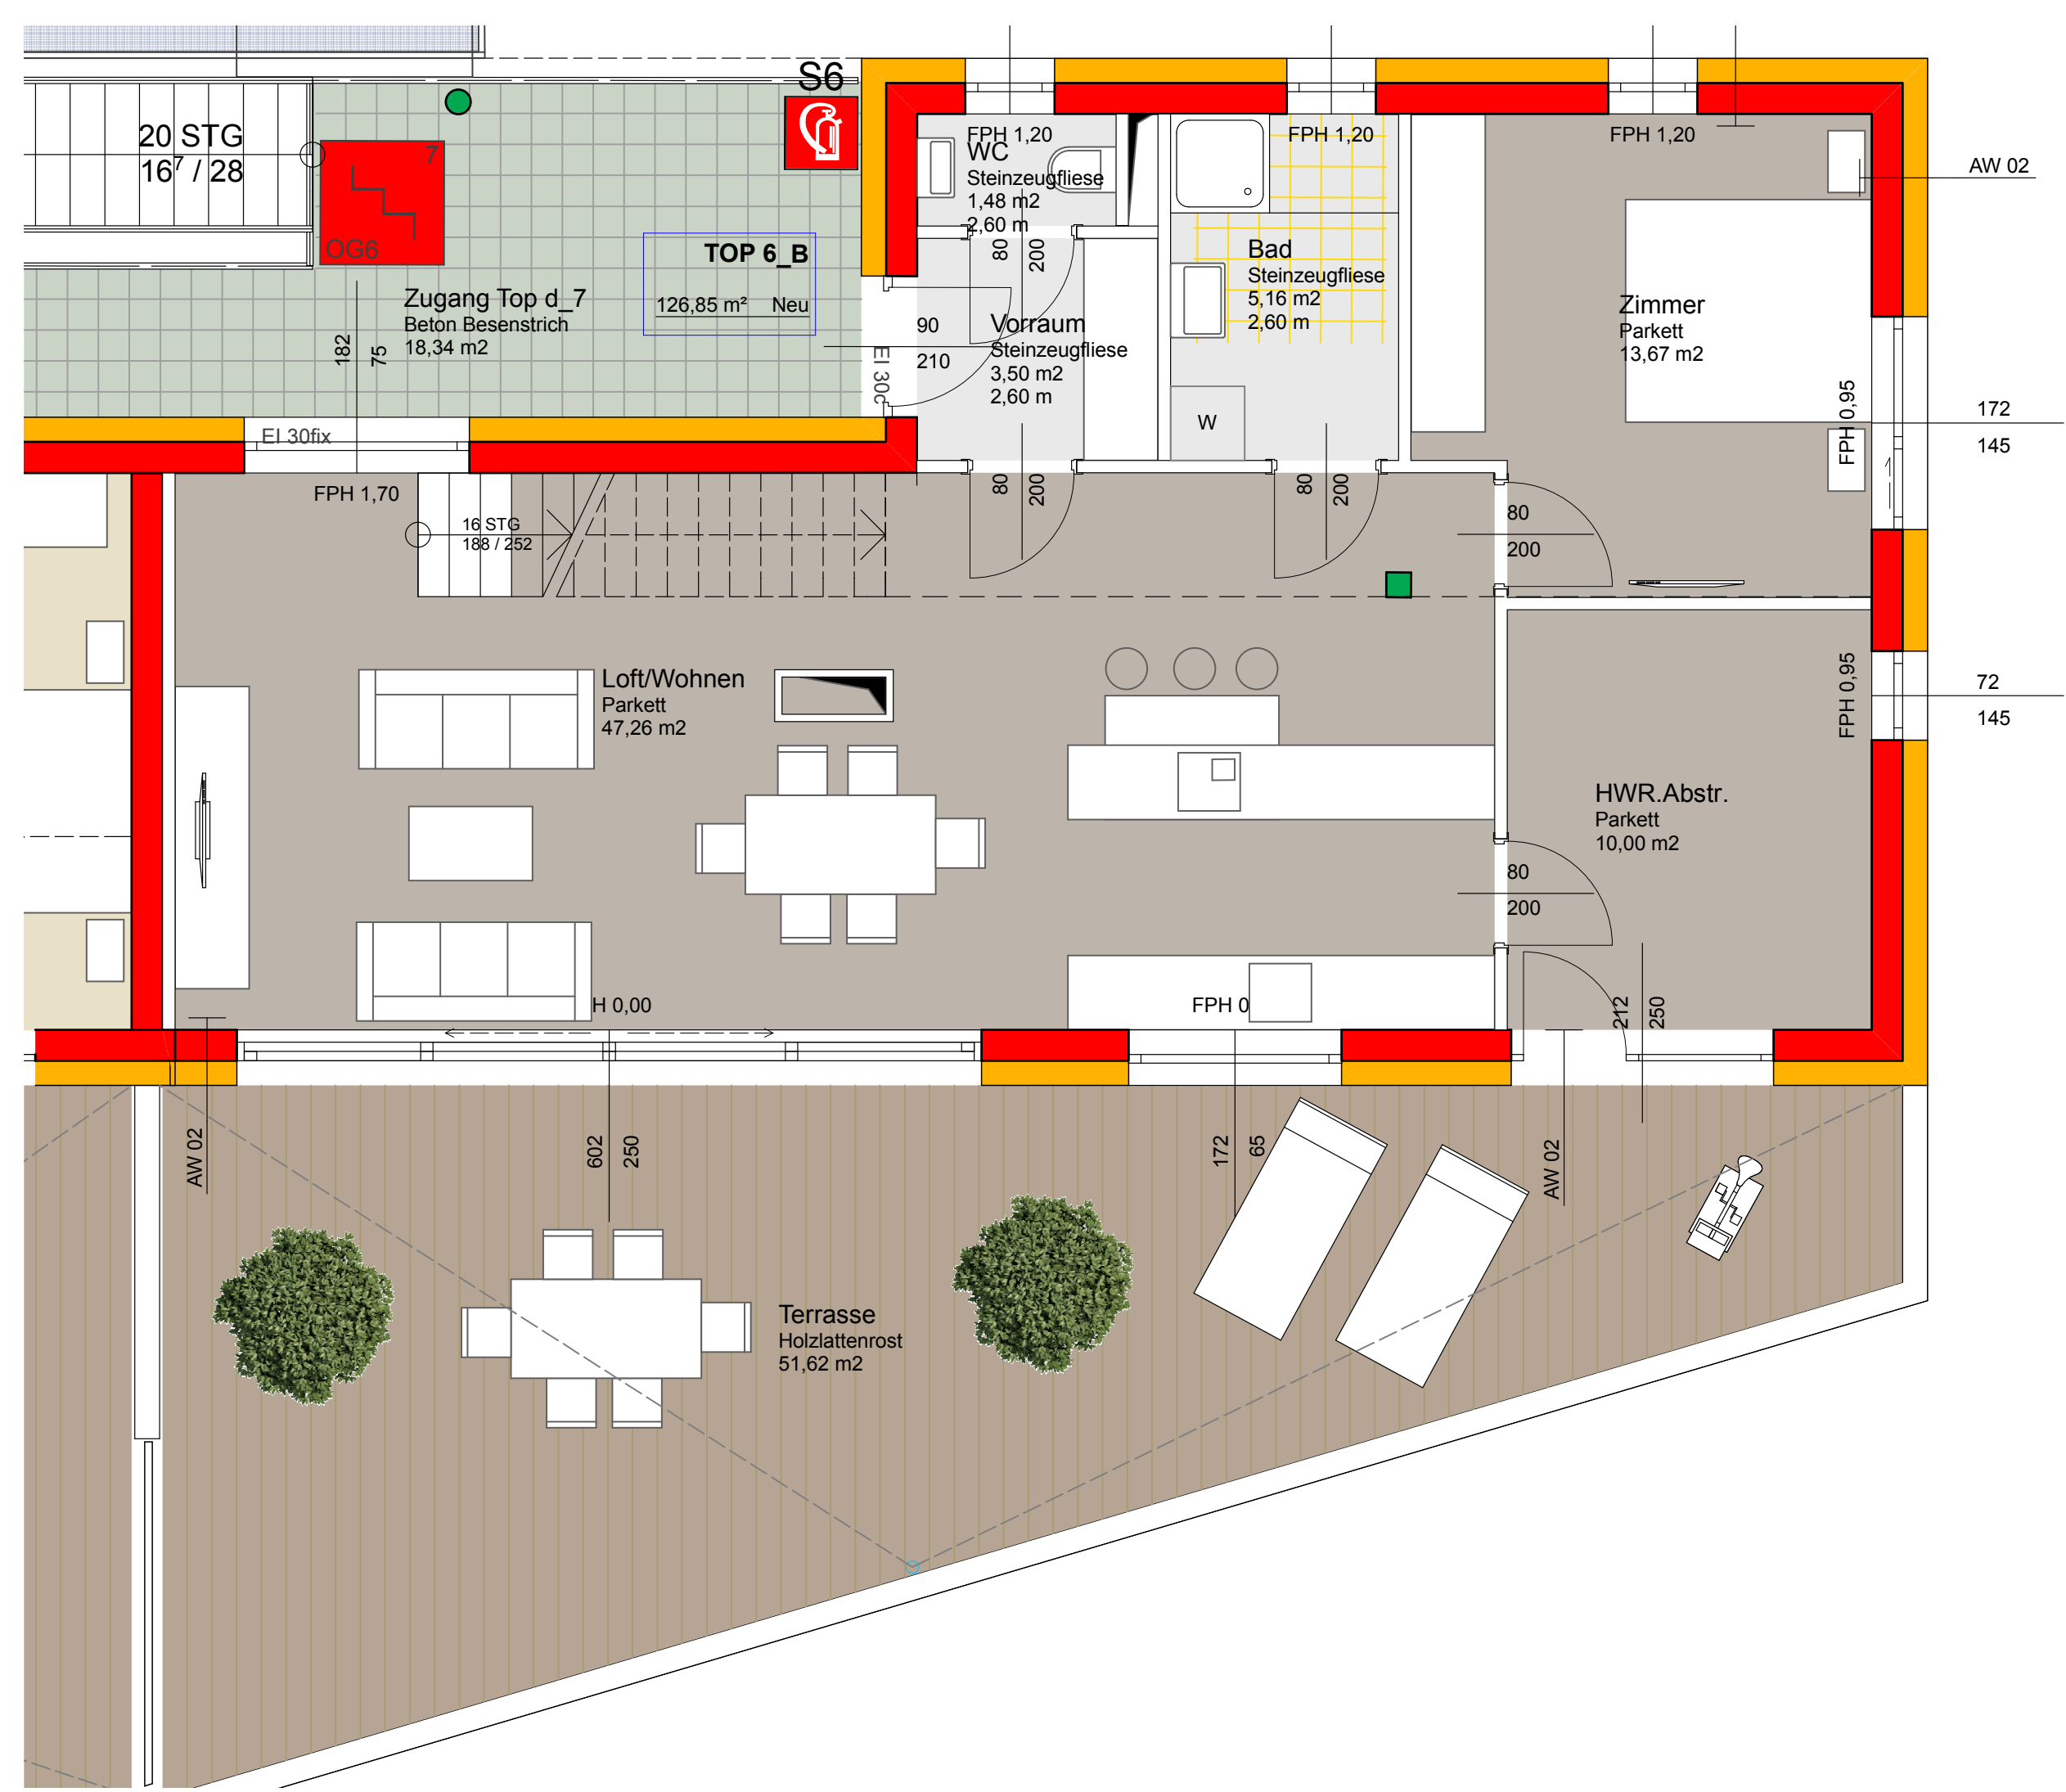 S6
20 STG
16⁷ / 28
7
OG6
TOP 6_B
126,85 m² Neu
Zugang Top d_7
Beton Besenstrich
18,34 m2
182
75
EI 30fix
EI 30c
FPH 1,20
WC
Steinzeugfliese
1,48 m2
2,60 m
80
200
90
210
Vorraum
Steinzeugfliese
3,50 m2
2,60 m
FPH 1,20
Bad
Steinzeugfliese
5,16 m2
2,60 m
W
FPH 1,20
Zimmer
Parkett
13,67 m2
AW 02
FPH 0,95
172
145
FPH 1,70
16 STG
188 / 252
80
200
80
200
80
200
Loft/Wohnen
Parkett
47,26 m2
FPH 0,95
72
145
HWR.Abstr.
Parkett
10,00 m2
80
200
H 0,00
FPH 0
212
250
AW 02
602
250
172
65
AW 02
Terrasse
Holzlattenrost
51,62 m2